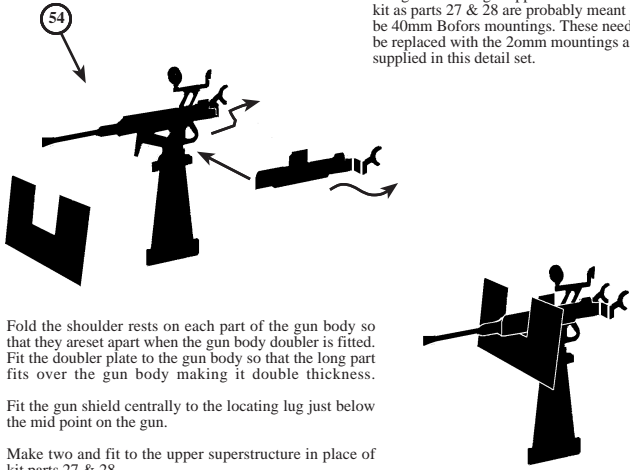 54
kit as parts 27 & 28 are probably meant
be 40mm Bofors mountings. These need
be replaced with the 2omm mountings a
supplied in this detail set.
Fold the shoulder rests on each part of the gun body so
that they areset apart when the gun body doubler is fitted.
Fit the doubler plate to the gun body so that the long part
fits over the gun body making it double thickness.
Fit the gun shield centrally to the locating lug just below
the mid point on the gun.
Make two and fit to the upper superstructure in place of
kit parts 27 & 28